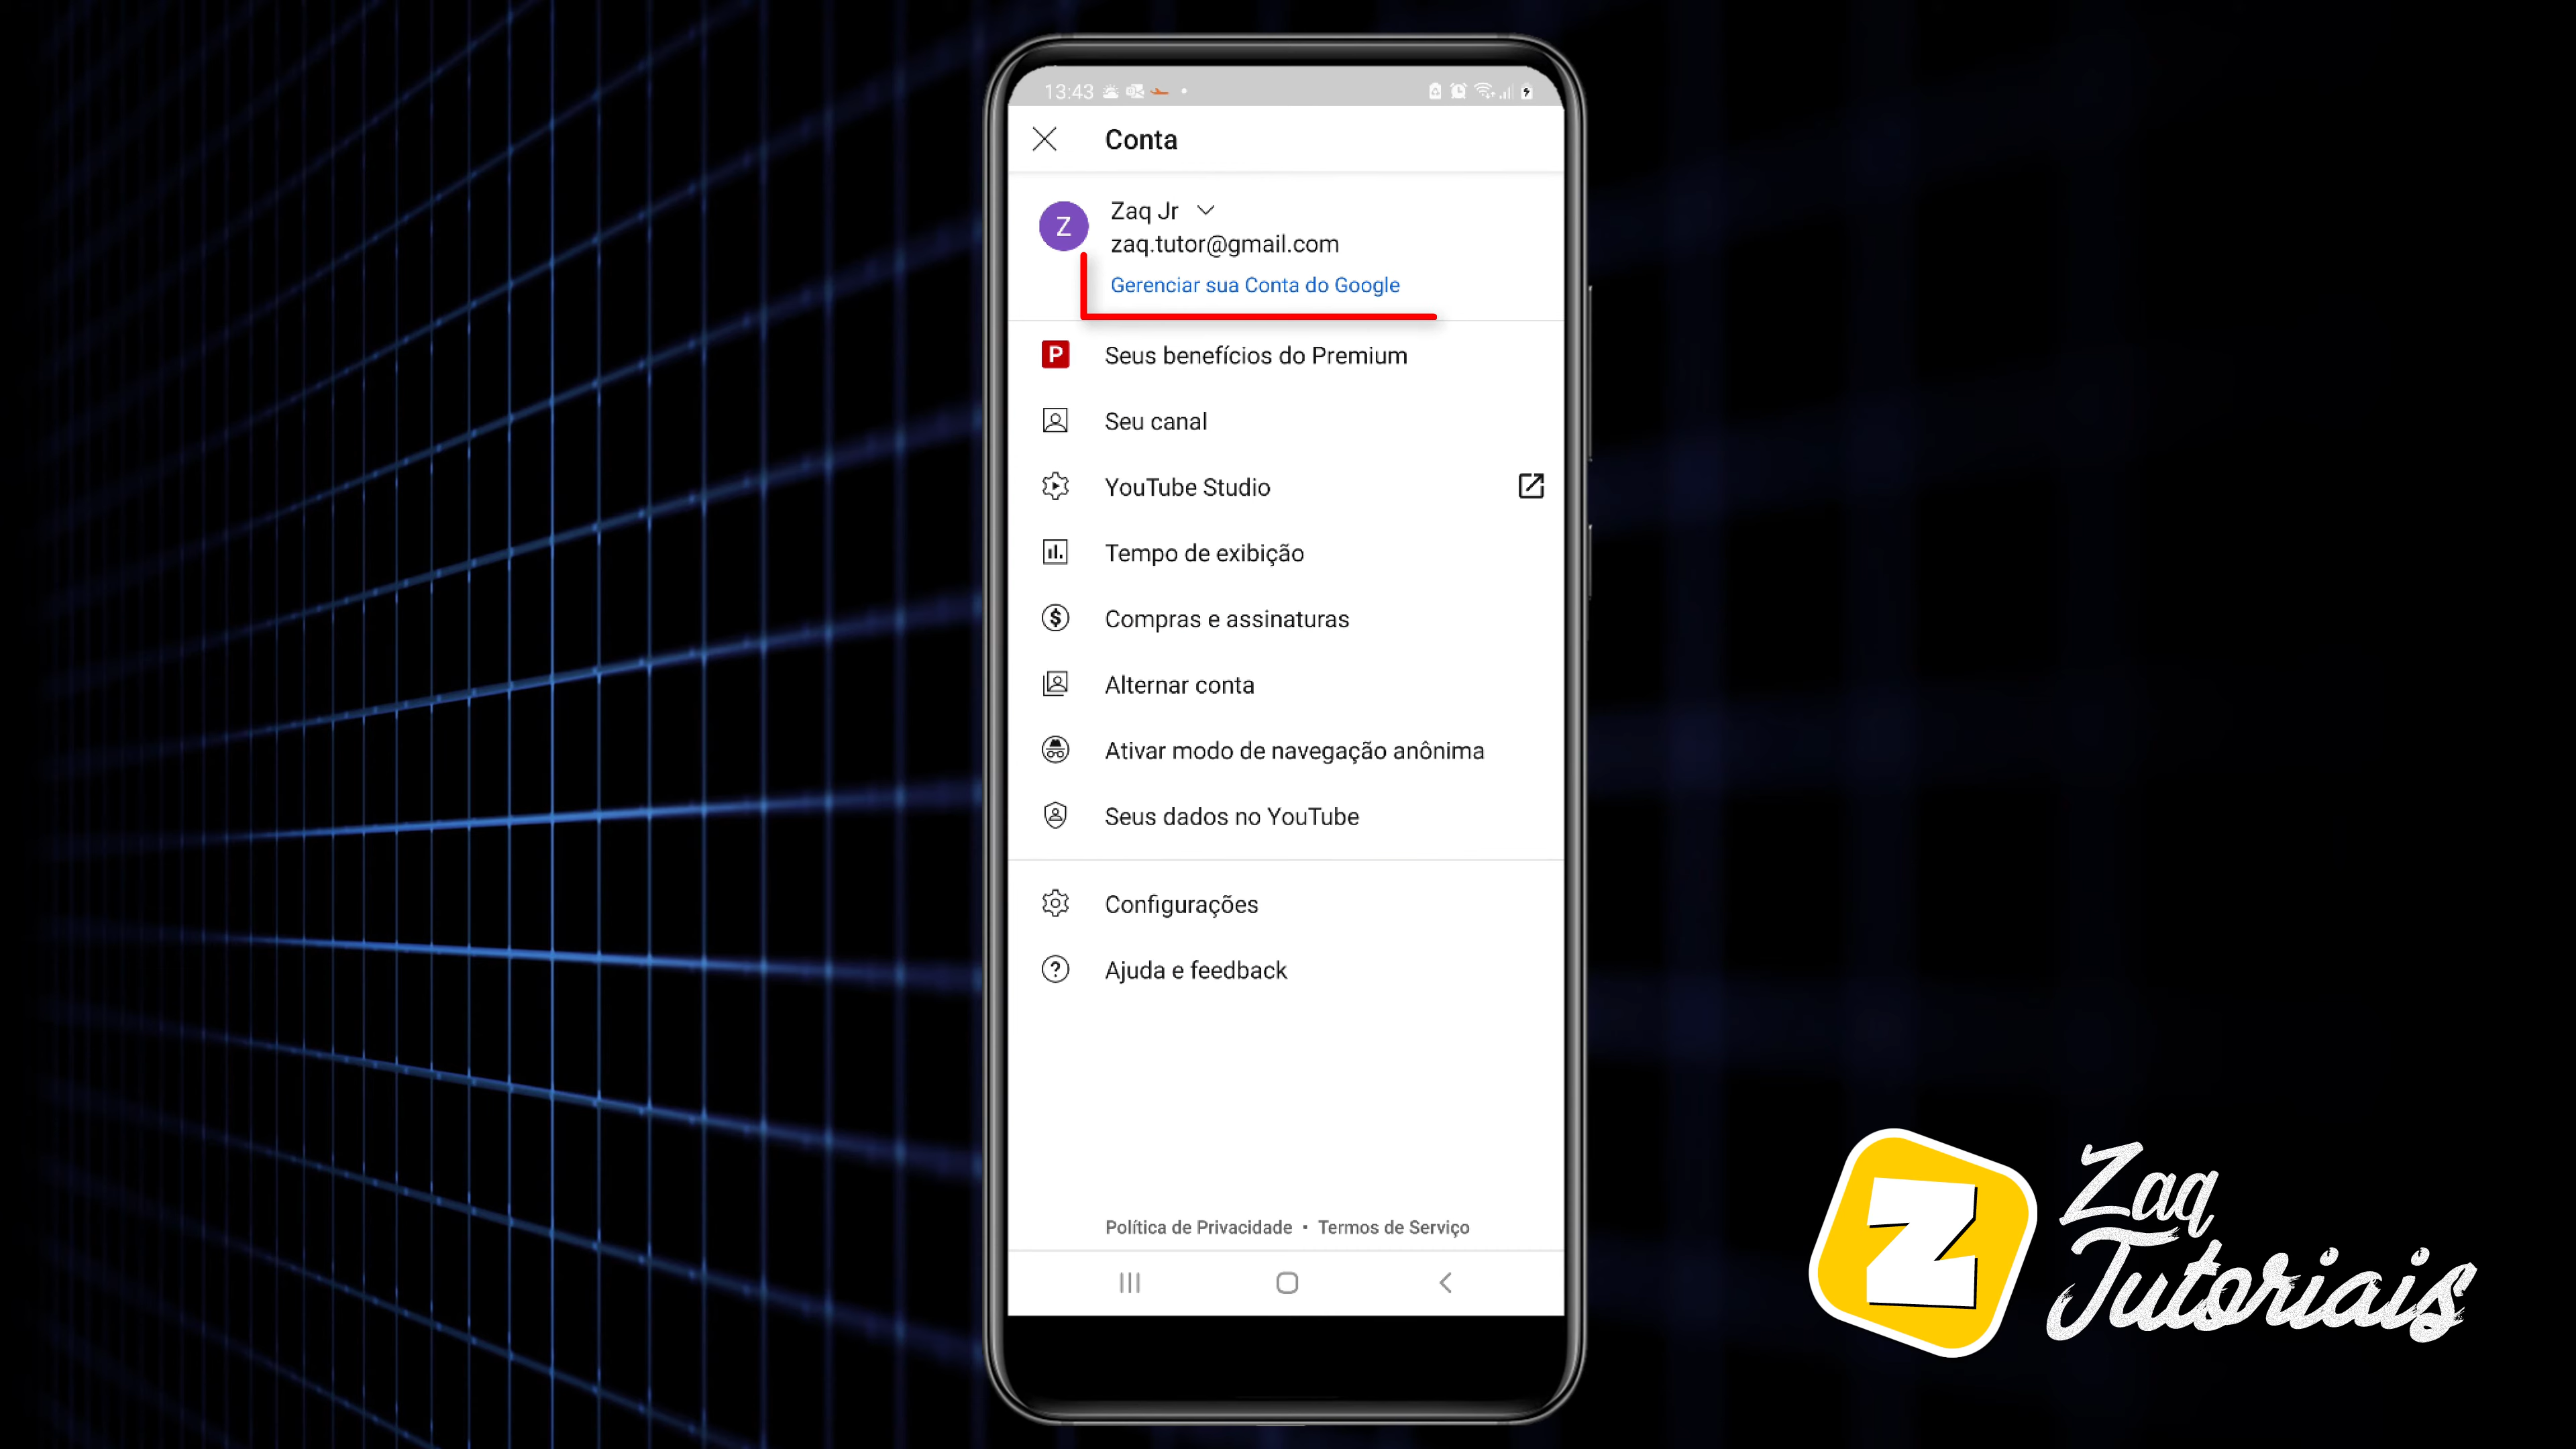 13:43
Conta
Z
Zaq Jr
zaq.tutor@gmail.com
Gerenciar sua Conta do Google
P
Seus benefícios do Premium
Seu canal
YouTube Studio
Tempo de exibição
$
Compras e assinaturas
Alternar conta
Ativar modo de navegação anônima
Seus dados no YouTube
Configurações
?
Ajuda e feedback
Política de Privacidade • Termos de Serviço
Z
Zaq
Tutoriais